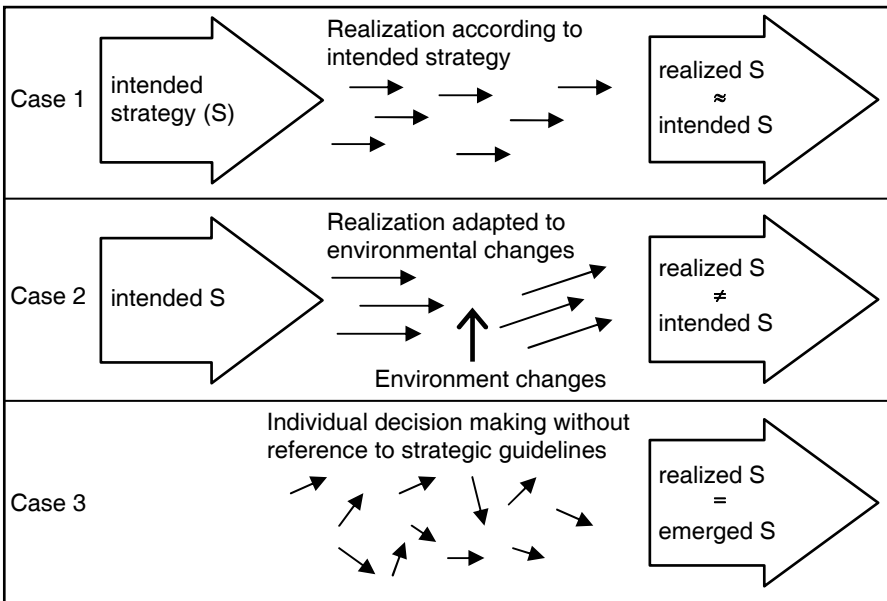 Case 1
intended
strategy (S)
Realization according to
intended strategy
realized S
≈
intended S
Case 2
intended S
Realization adapted to
environmental changes
Environment changes
realized S
≠
intended S
Case 3
Individual decision making without
reference to strategic guidelines
realized S
=
emerged S